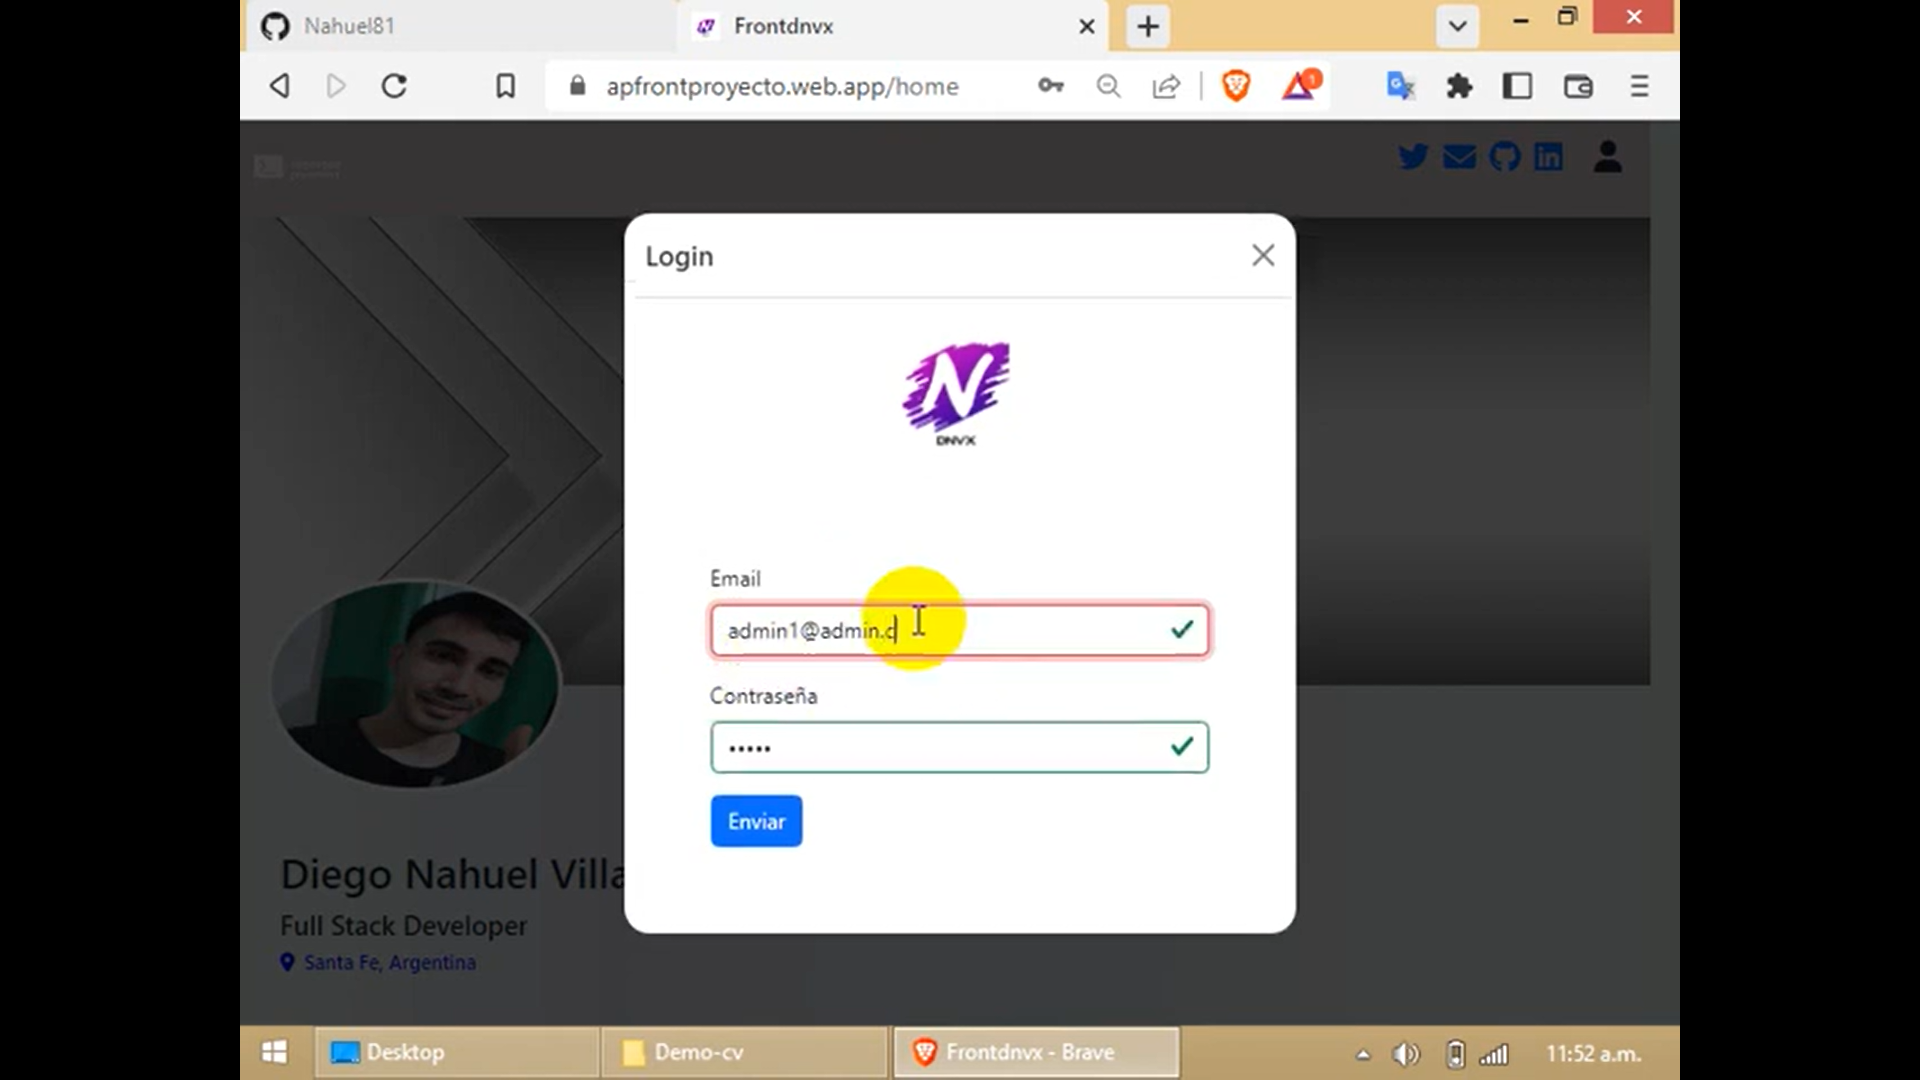 Nahuel81
Frontdnvx
apfrontproyecto.web.app/home
1
Login
N
DNVX
Email
admin1@admin.c
Contraseña
•••••
Enviar
Diego Nahuel Villa
Full Stack Developer
Santa Fe, Argentina
Desktop
Demo-cv
Frontdnvx - Brave
11:52 a.m.